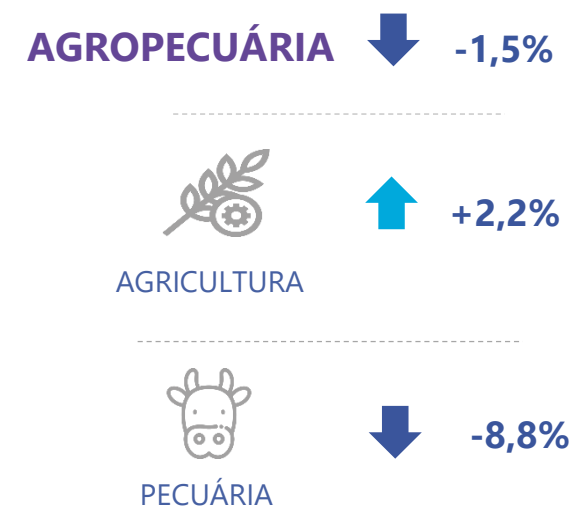 AGROPECUÁRIA -1,5%
+2,2%
AGRICULTURA
-8,8%
PECUÁRIA